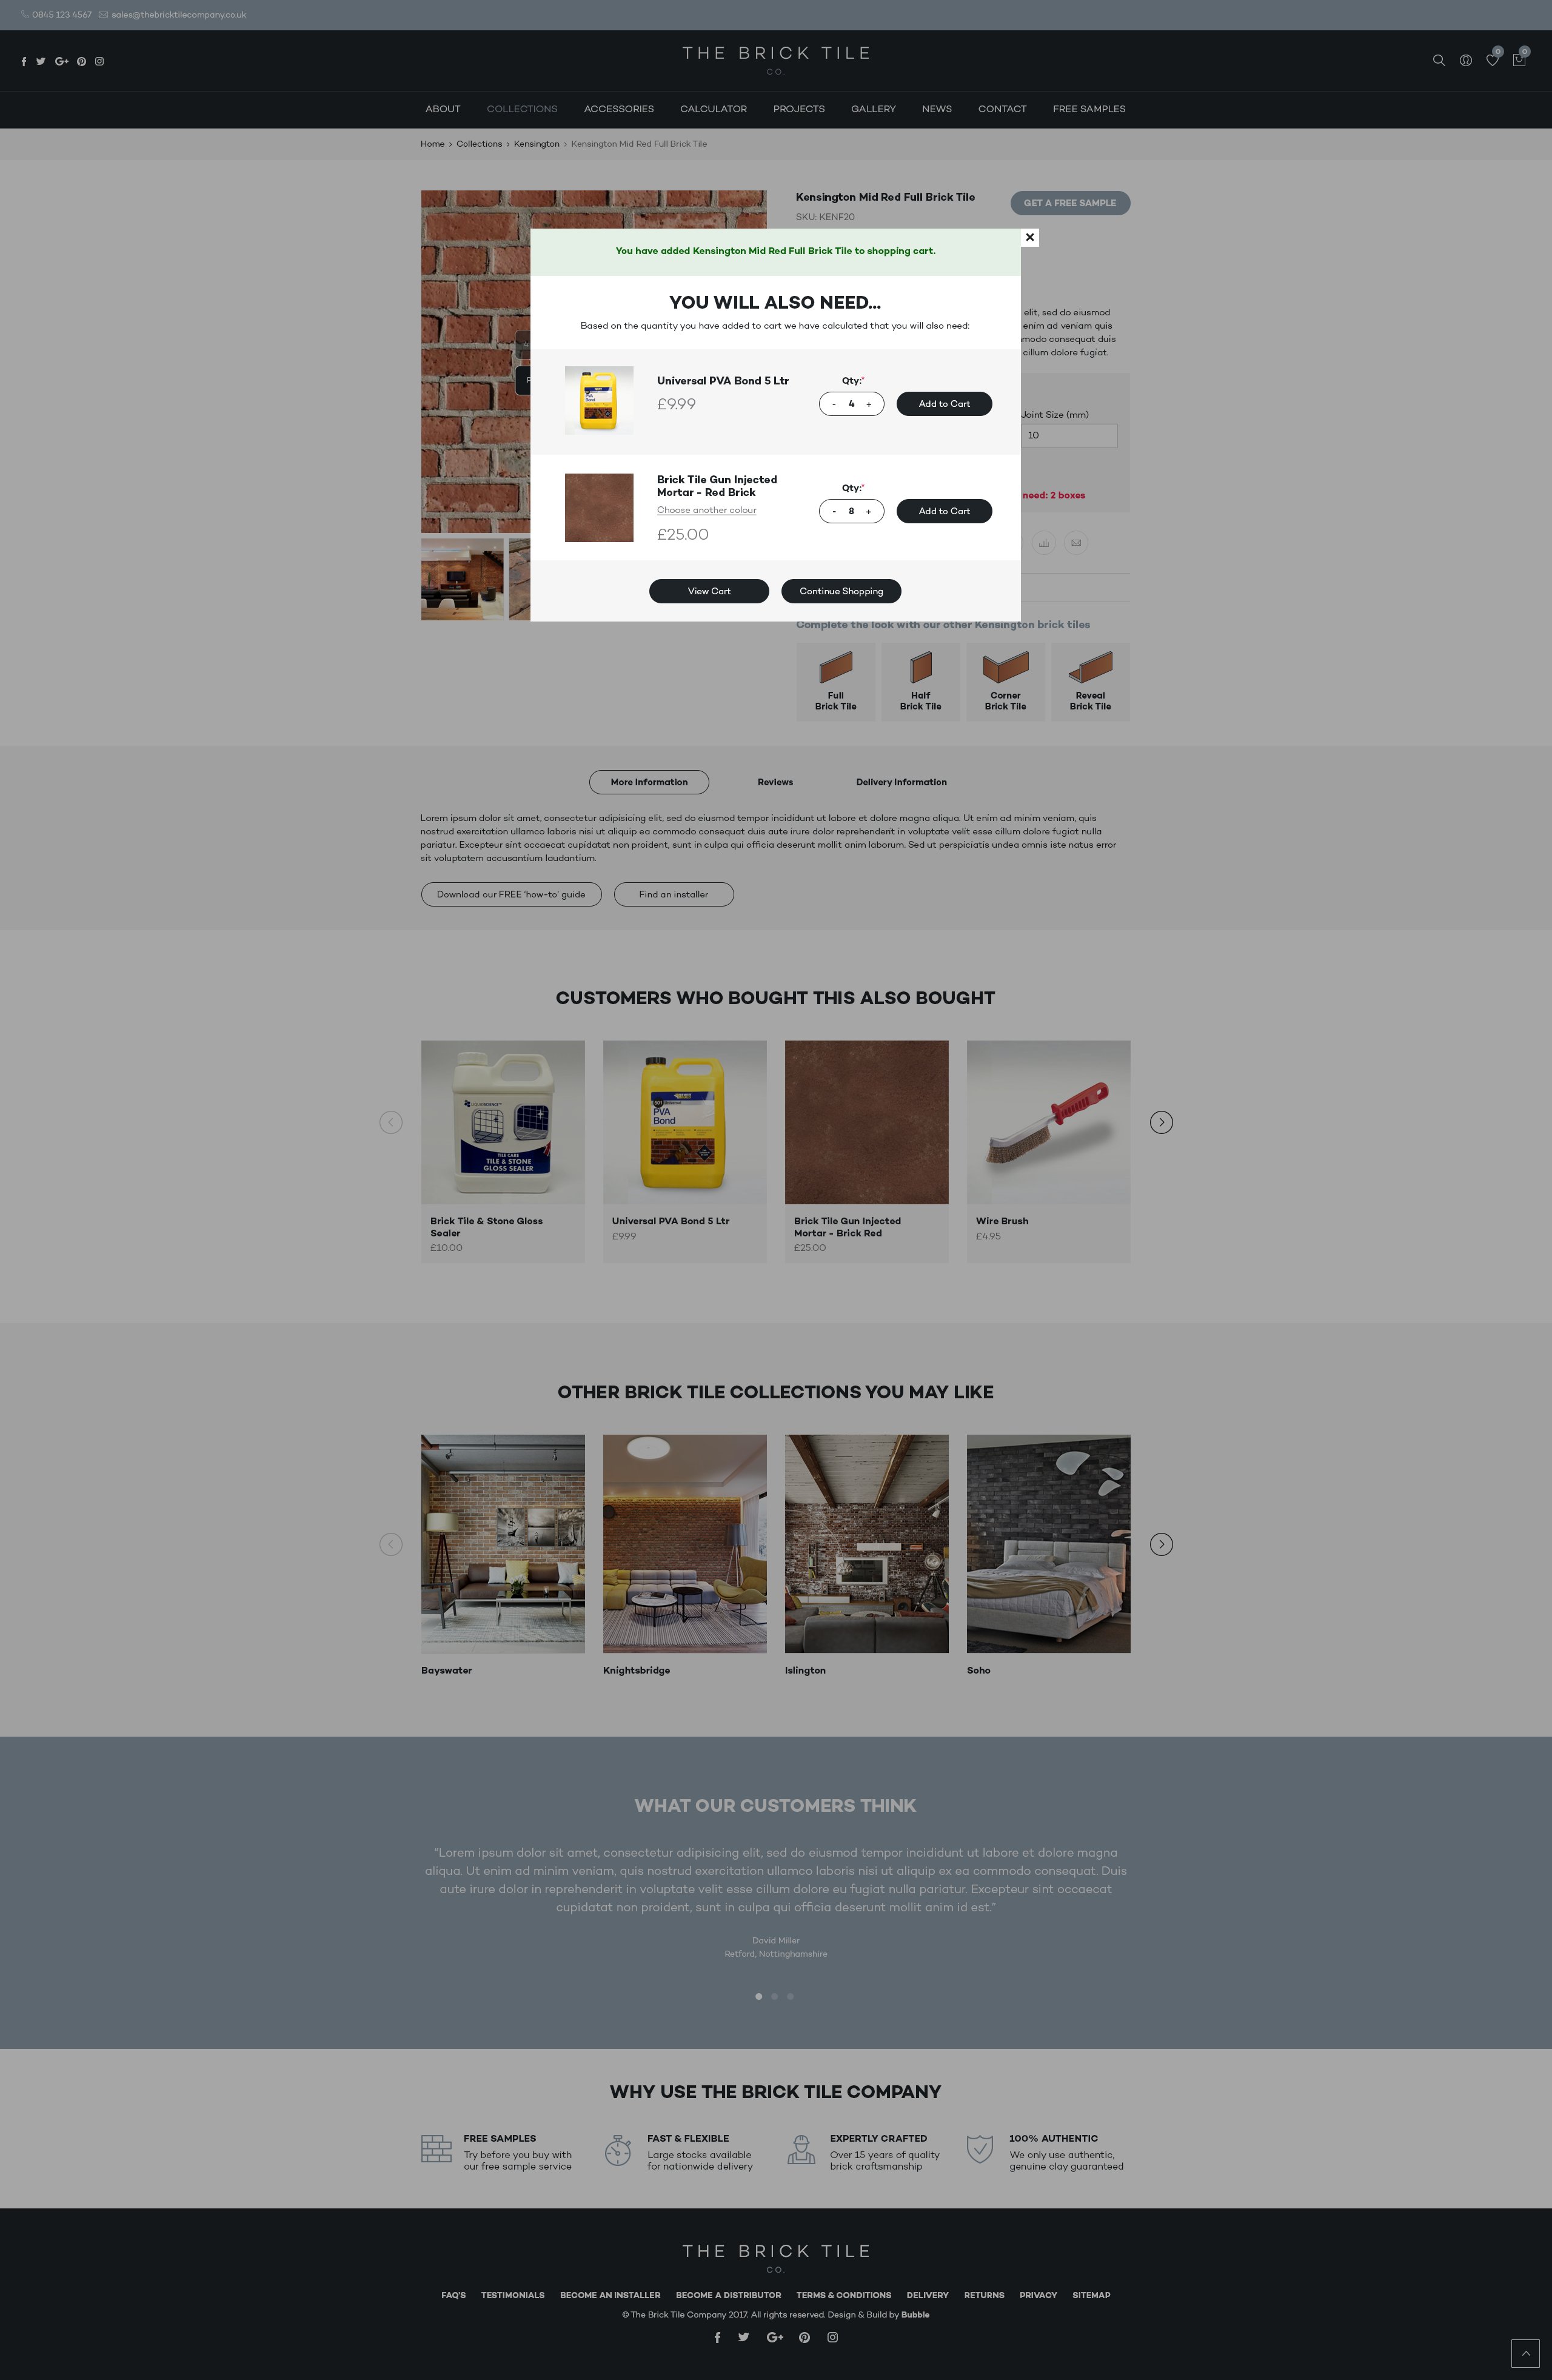 0845 123 4567 sales@thebricktilecompany.co.uk
THE BRICK TILE
CO.
0 0
ABOUT COLLECTIONS ACCESSORIES CALCULATOR PROJECTS GALLERY NEWS CONTACT FREE SAMPLES
Home > Collections > Kensington > Kensington Mid Red Full Brick Tile
Kensington Mid Red Full Brick Tile
GET A FREE SAMPLE
SKU: KENF20
You have added Kensington Mid Red Full Brick Tile to shopping cart.
YOU WILL ALSO NEED...
Based on the quantity you have added to cart we have calculated that you will also need:
Universal PVA Bond 5 Ltr
£9.99
Qty:*
- 4 +
Add to Cart
Brick Tile Gun Injected
Mortar - Red Brick
Choose another colour
£25.00
Qty:*
- 8 +
Add to Cart
View Cart
Continue Shopping
elit, sed do eiusmod
enim ad veniam quis
consequat duis
cillum dolore fugiat.
Joint Size (mm)
10
need: 2 boxes
Complete the look with our other Kensington brick tiles
Full
Brick Tile
Half
Brick Tile
Corner
Brick Tile
Reveal
Brick Tile
More Information
Reviews
Delivery Information
Lorem ipsum dolor sit amet, consectetur adipisicing elit, sed do eiusmod tempor incididunt ut labore et dolore magna aliqua. Ut enim ad minim veniam, quis
nostrud exercitation ullamco laboris nisi ut aliquip ea commodo consequat duis aute irure dolor reprehenderit in voluptate velit esse cillum dolore fugiat nulla
pariatur. Excepteur sint occaecat cupidatat non proident, sunt in culpa qui officia deserunt mollit anim laborum. Sed ut perspiciatis undea omnis iste natus error
sit voluptatem accusantium laudantium.
Download our FREE 'how-to' guide
Find an installer
CUSTOMERS WHO BOUGHT THIS ALSO BOUGHT
TILE CARE
TILE & STONE
GLOSS SEALER
PVA
Bond
Brick Tile & Stone Gloss
Sealer
£10.00
Universal PVA Bond 5 Ltr
£9.99
Brick Tile Gun Injected
Mortar - Brick Red
£25.00
Wire Brush
£4.95
OTHER BRICK TILE COLLECTIONS YOU MAY LIKE
Bayswater
Knightsbridge
Islington
Soho
WHAT OUR CUSTOMERS THINK
"Lorem ipsum dolor sit amet, consectetur adipisicing elit, sed do eiusmod tempor incididunt ut labore et dolore magna
aliqua. Ut enim ad minim veniam, quis nostrud exercitation ullamco laboris nisi ut aliquip ex ea commodo consequat. Duis
aute irure dolor in reprehenderit in voluptate velit esse cillum dolore eu fugiat nulla pariatur. Excepteur sint occaecat
cupidatat non proident, sunt in culpa qui officia deserunt mollit anim id est."
David Miller
Retford, Nottinghamshire
WHY USE THE BRICK TILE COMPANY
FREE SAMPLES
Try before you buy with
our free sample service
FAST & FLEXIBLE
Large stocks available
for nationwide delivery
EXPERTLY CRAFTED
Over 15 years of quality
brick craftsmanship
100% AUTHENTIC
We only use authentic,
genuine clay guaranteed
THE BRICK TILE
CO.
FAQ'S TESTIMONIALS BECOME AN INSTALLER BECOME A DISTRIBUTOR TERMS & CONDITIONS DELIVERY RETURNS PRIVACY SITEMAP
© The Brick Tile Company 2017. All rights reserved. Design & Build by Bubble